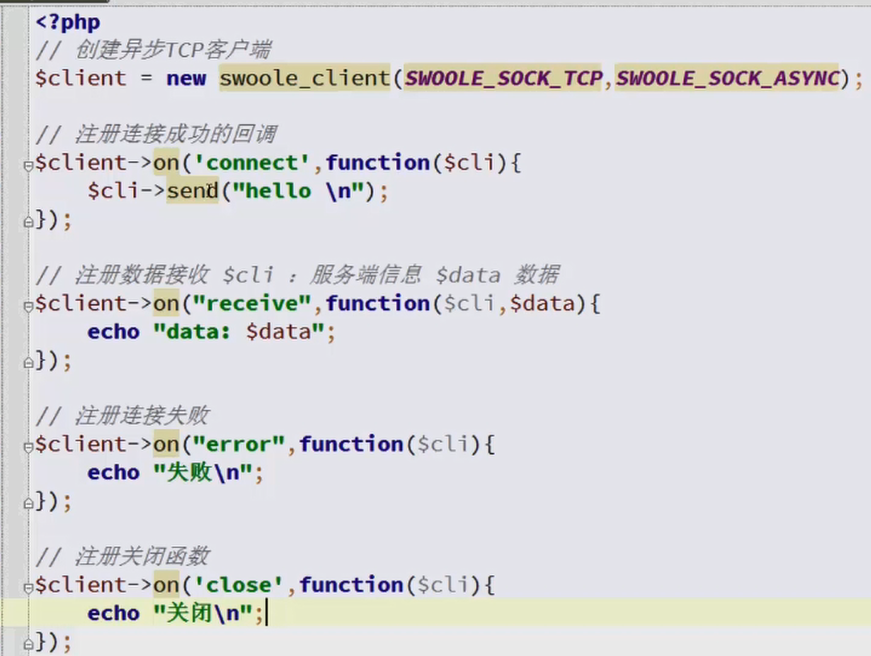 <?php
// 创建异步TCP客户端
$client = new swoole_client(SWOOLE_SOCK_TCP,SWOOLE_SOCK_ASYNC);
// 注册连接成功的回调
$client->on('connect',function($cli){
    $cli->send("hello \n");
});
// 注册数据接收 $cli : 服务端信息 $data 数据
$client->on("receive",function($cli,$data){
    echo "data: $data";
});
// 注册连接失败
$client->on("error",function($cli){
    echo "失败\n";
});
// 注册关闭函数
$client->on('close',function($cli){
    echo "关闭\n";
});